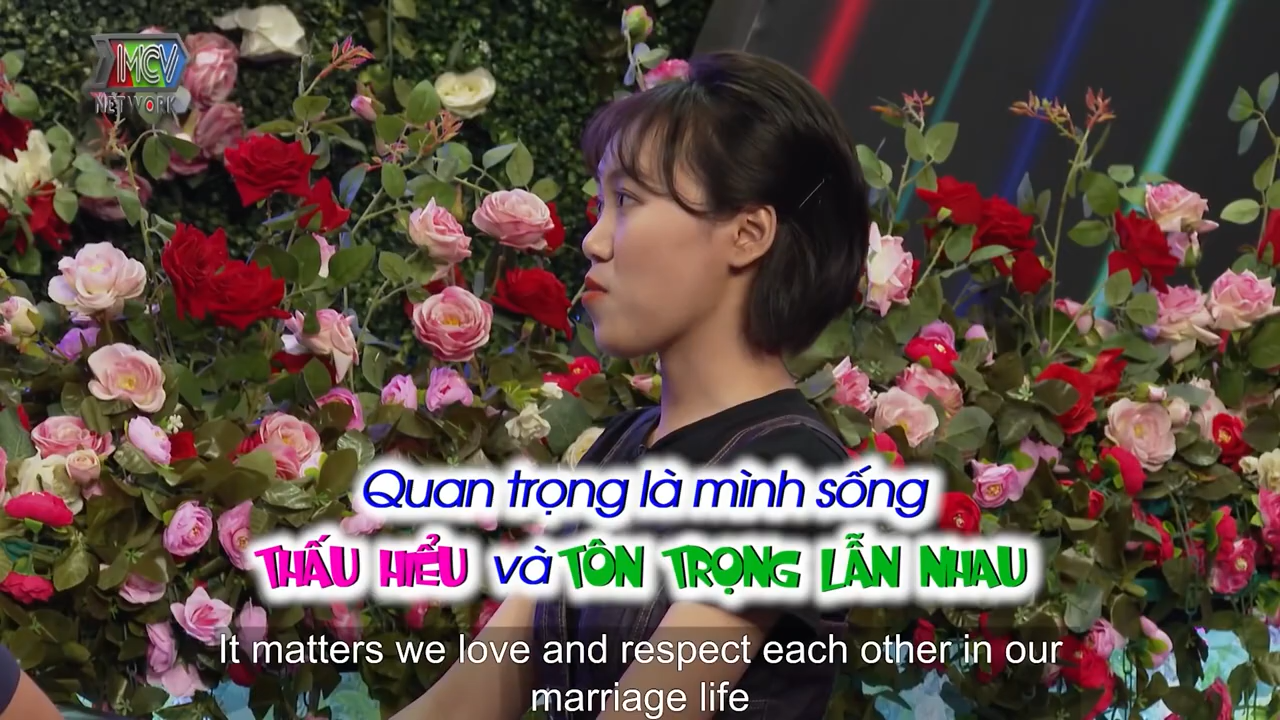 MCV
NETWORK
Quan trọng là mình sống
THẤU HIỂU và TÔN TRỌNG LẪN NHAU
It matters we love and respect each other in our
marriage life